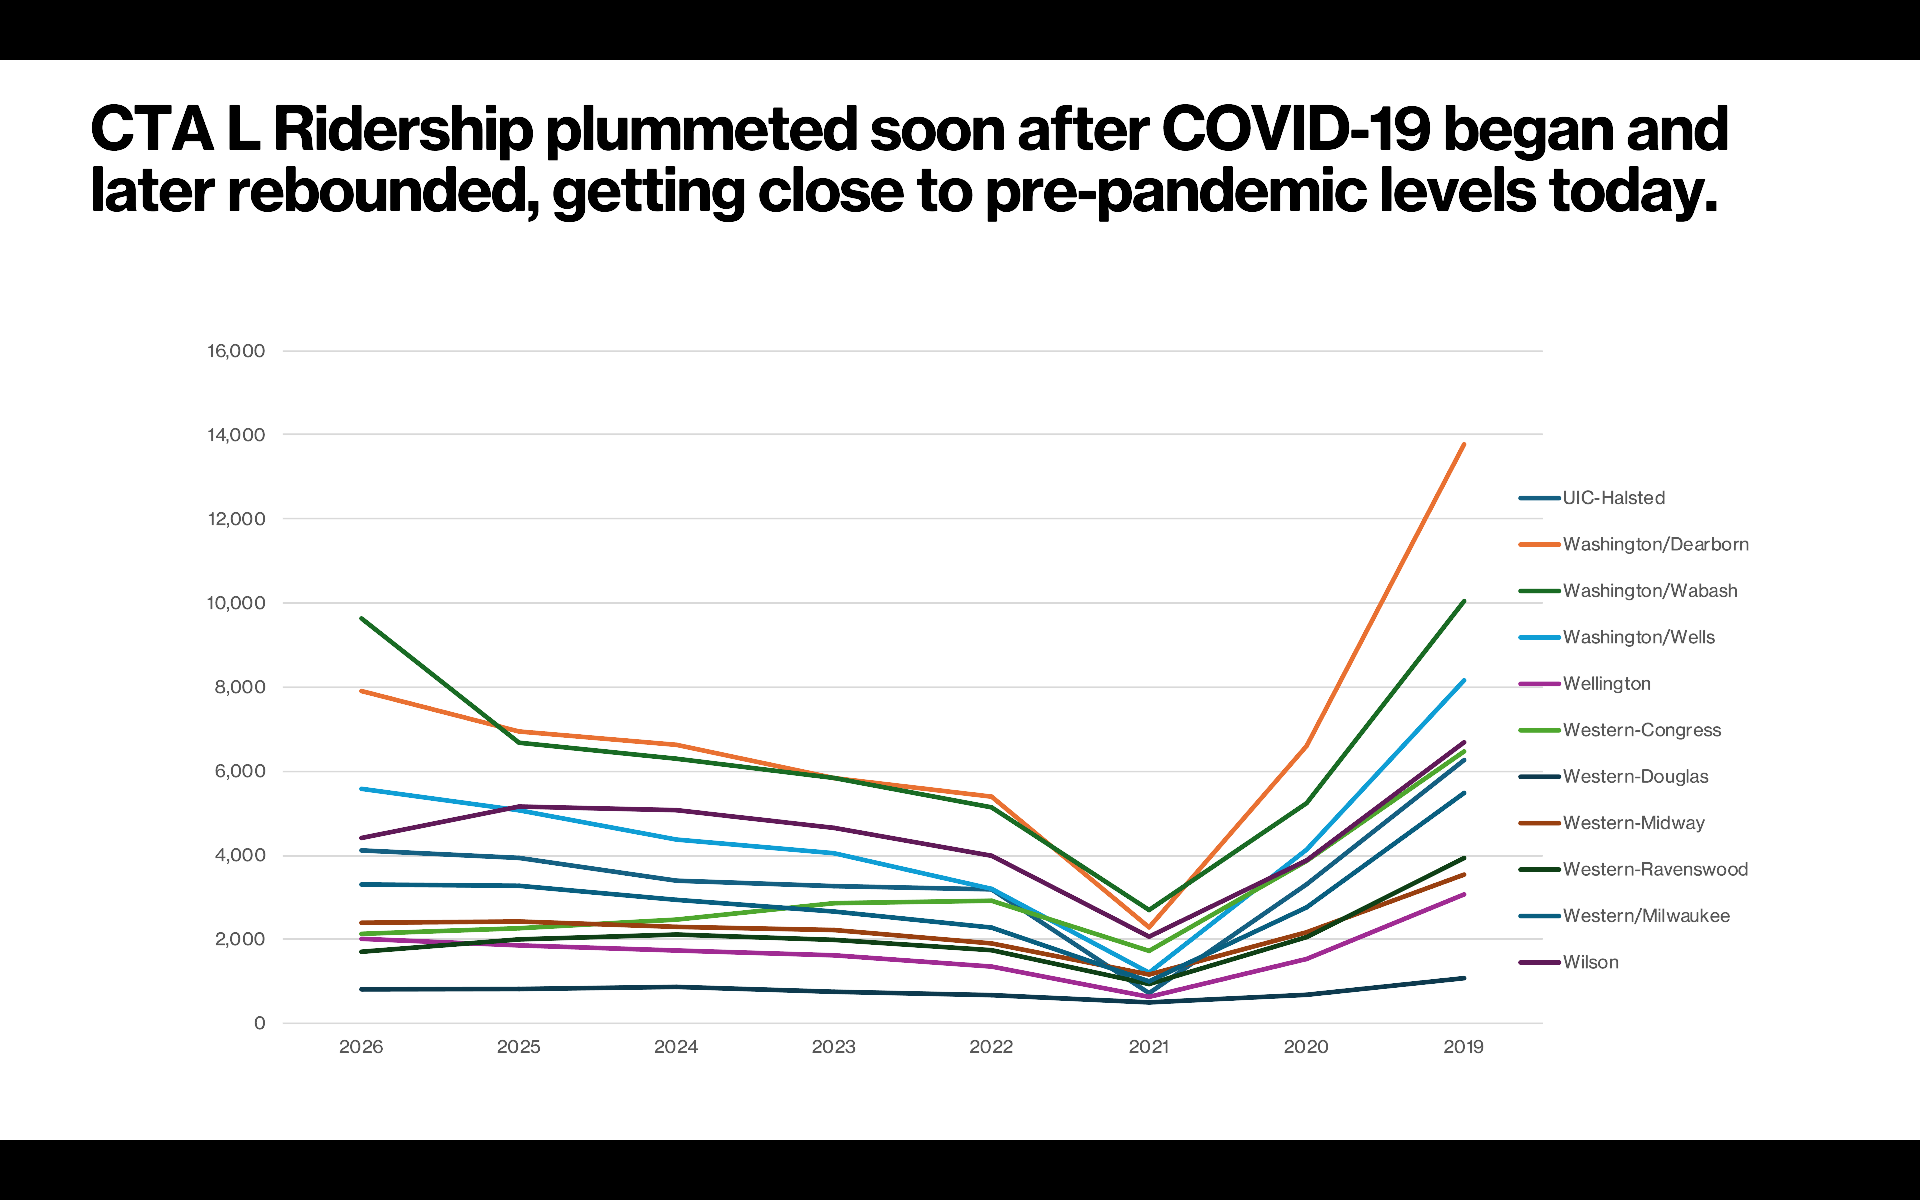 CTA L Ridership plummeted soon after COVID-19 began and
later rebounded, getting close to pre-pandemic levels today.
16,000
14,000
12,000
10,000
8,000
6,000
4,000
2,000
0
2026
2025
2024
2023
2022
2021
2020
2019
UIC-Halsted
Washington/Dearborn
Washington/Wabash
Washington/Wells
Wellington
Western-Congress
Western-Douglas
Western-Midway
Western-Ravenswood
Western/Milwaukee
Wilson